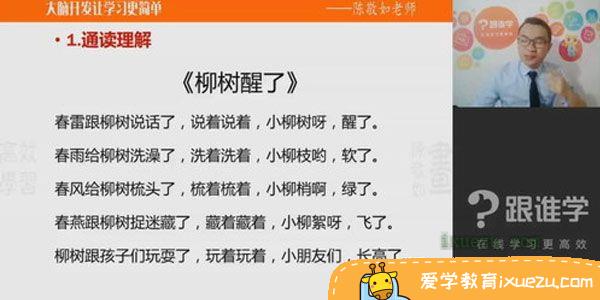 大脑开发让学习更简单
——陈敬如老师
1.通读理解
《柳树醒了》
春雷跟柳树说话了，说着说着，小柳树呀，醒了。
春雨给柳树洗澡了，洗着洗着，小柳枝哟，软了。
春风给柳树梳头了，梳着梳着，小柳梢啊，绿了。
春燕跟柳树捉迷藏了，藏着藏着，小柳絮呀，飞了。
柳树跟孩子们玩耍了，玩着玩着，小朋友们，长高了
跟谁学
跟谁学
在线学习更高效
爱学教育ixuezu.com